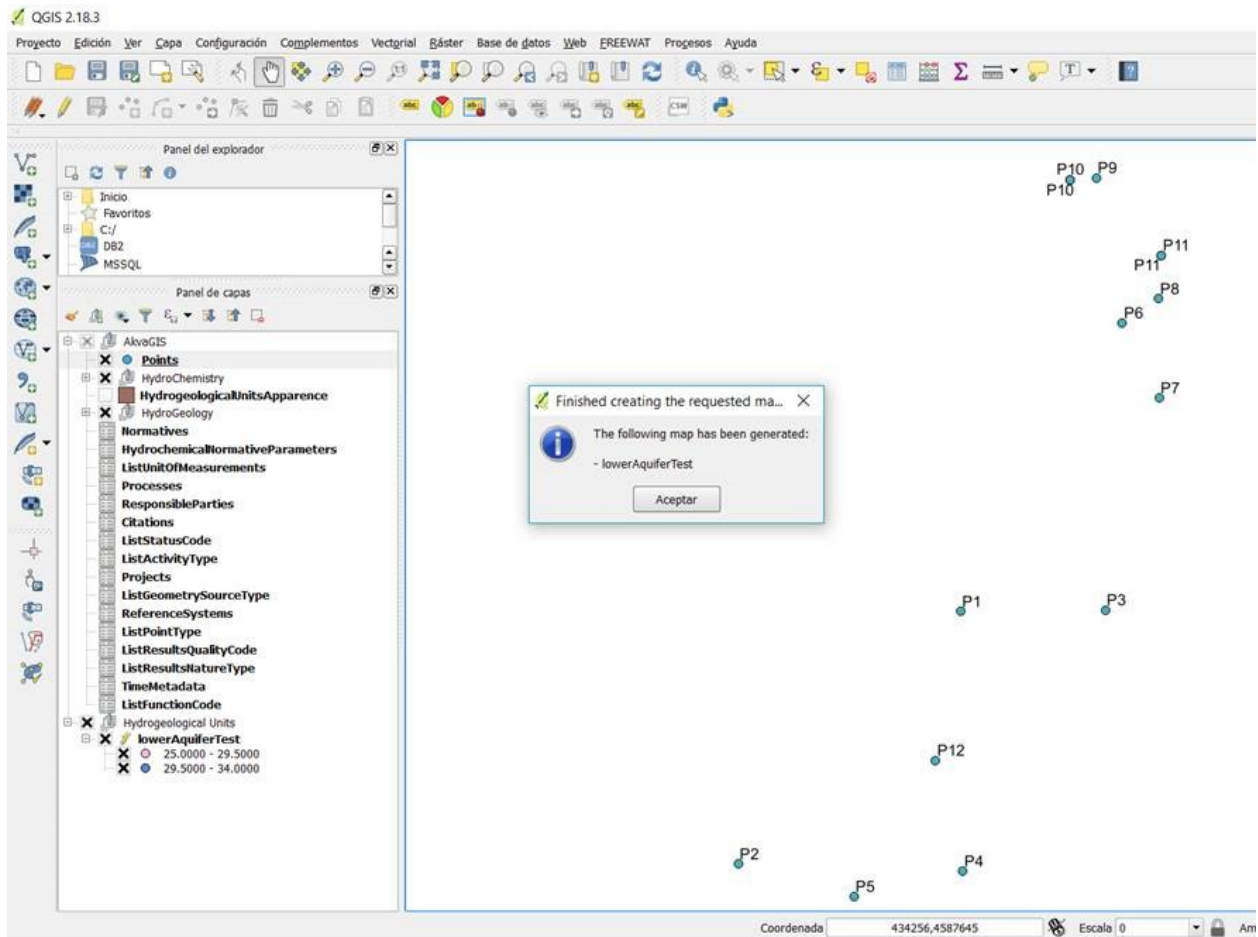 QGIS 2.18.3
Proyecto Edición Ver Capa Configuración Complementos Vectorial Ráster Base de datos Web FREEWAT Procesos Ayuda
Panel del explorador
Inicio
Favoritos
C:/
DB2
MSSQL
Panel de capas
AkvaGIS
Points
HydroChemistry
HydrogeologicalUnitsApparence
HydroGeology
Normatives
HydrochemicalNormativeParameters
ListUnitOfMeasurements
Processes
ResponsibleParties
Citations
ListStatusCode
ListActivityType
Projects
ListGeometrySourceType
ReferenceSystems
ListPointType
ListResultsQualityCode
ListResultsNatureType
TimeMetadata
ListFunctionCode
Hydrogeological Units
lowerAquiferTest
25.0000 - 29.5000
29.5000 - 34.0000
P10 P9
P10
P11
P11
P8
P6
P7
Finished creating the requested ma...
The following map has been generated:
- lowerAquiferTest
Aceptar
P1
P3
P12
P2
P4
P5
Coordenada 434256,4587645 Escala 0 Am